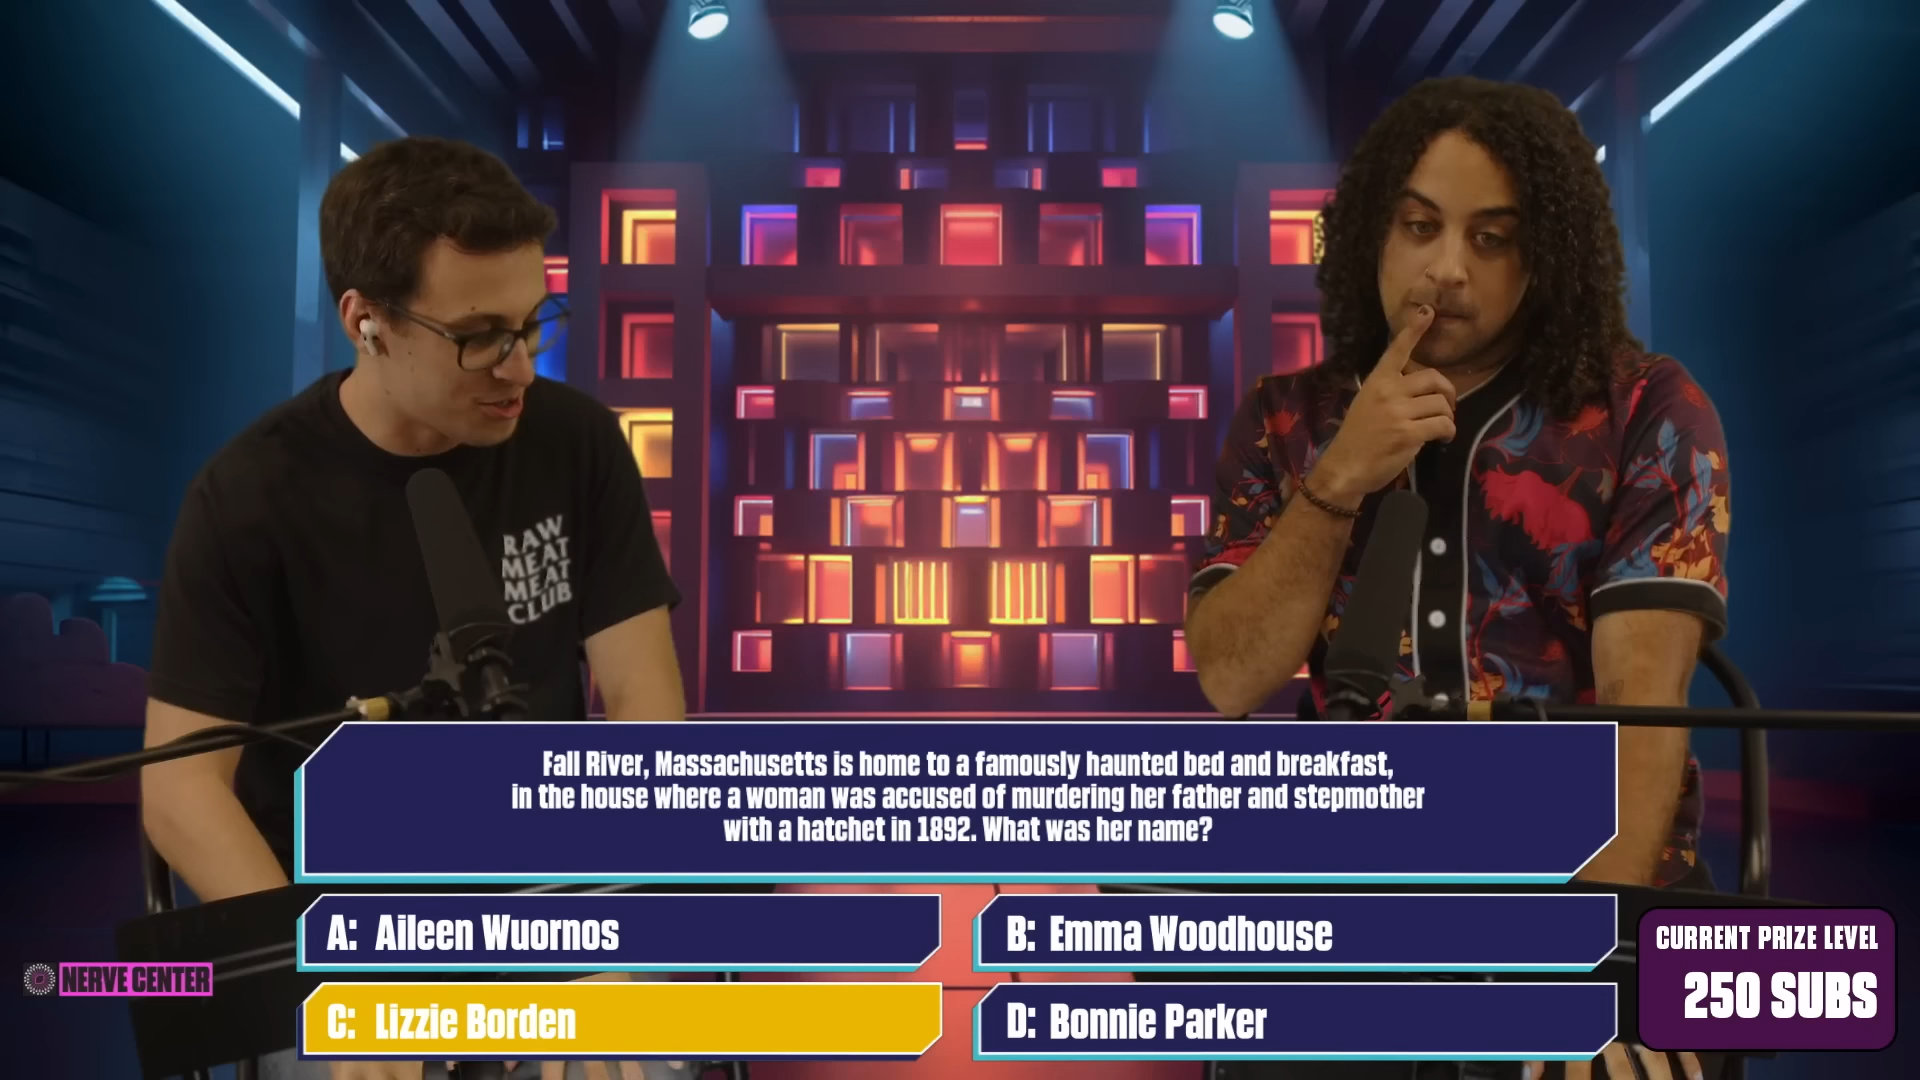 RAW
MEAT
MEAT
CLUB
Fall River, Massachusetts is home to a famously haunted bed and breakfast,
in the house where a woman was accused of murdering her father and stepmother
with a hatchet in 1892. What was her name?
A: Aileen Wuornos
B: Emma Woodhouse
C: Lizzie Borden
D: Bonnie Parker
CURRENT PRIZE LEVEL
250 SUBS
NERVE CENTER